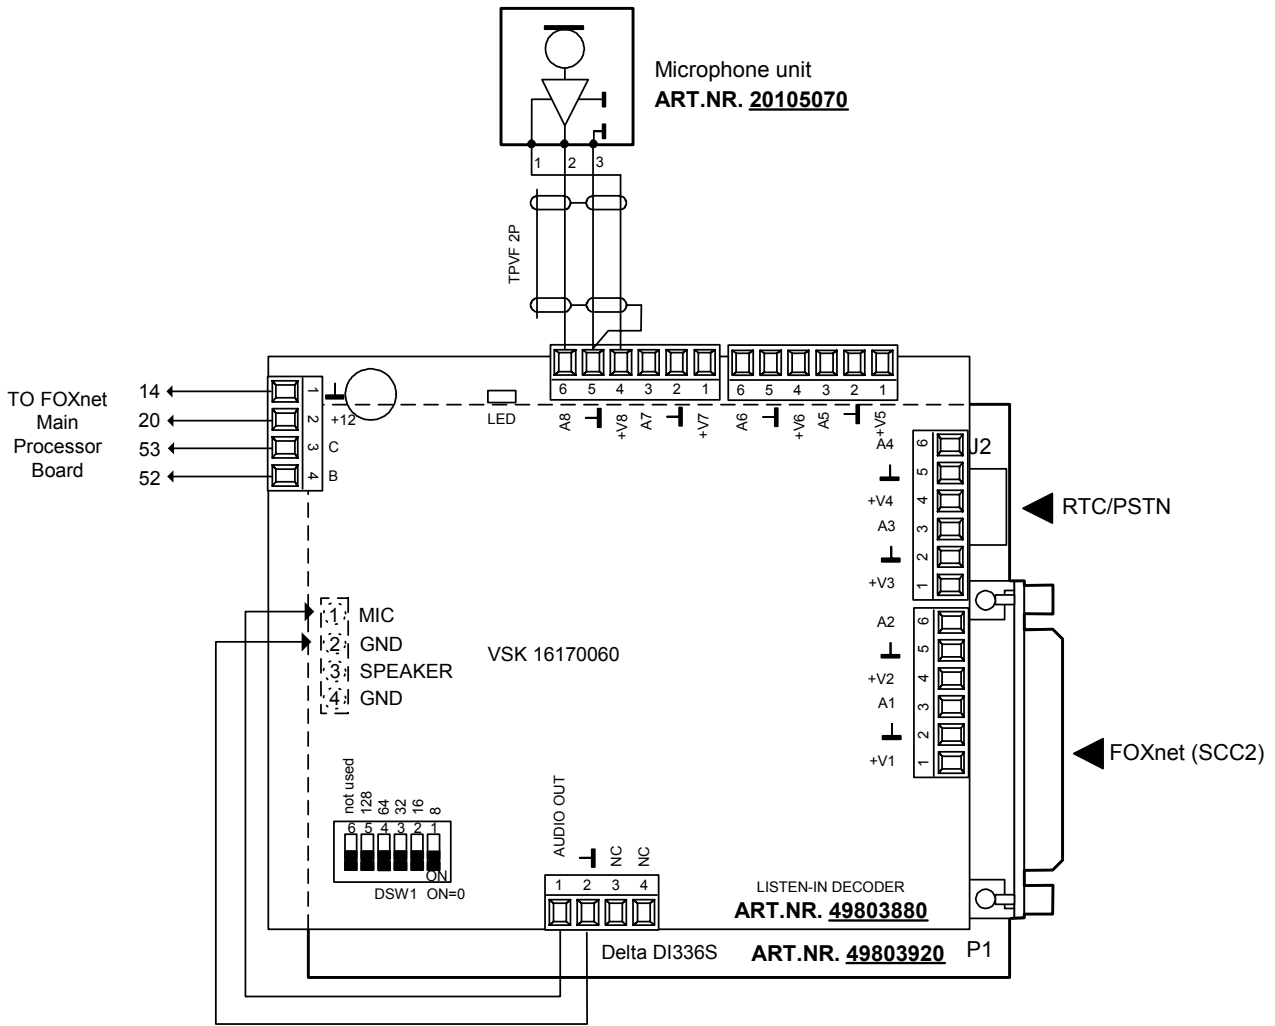 Microphone unit
ART.NR. 20105070
1 2 3
TPVF 2P
TO FOXnet
Main
Processor
Board
14
20
53
52
1
2 +12
3 C
4 B
LED
6 5 4 3 2 1
A8 +V8 A7 +V7
6 5 4 3 2 1
A6 +V6 A5 +V5
J2
A4 6
5
+V4 4
A3 3
2
+V3 1
RTC/PSTN
A2 6
5
+V2 4
A1 3
2
+V1 1
FOXnet (SCC2)
1 MIC
2 GND
3 SPEAKER
4 GND
VSK 16170060
not used 128 64 32 16 8
6 5 4 3 2 1
ON
DSW1 ON=0
AUDIO OUT NC NC
1 2 3 4
LISTEN-IN DECODER
ART.NR. 49803880
Delta DI336S ART.NR. 49803920 P1